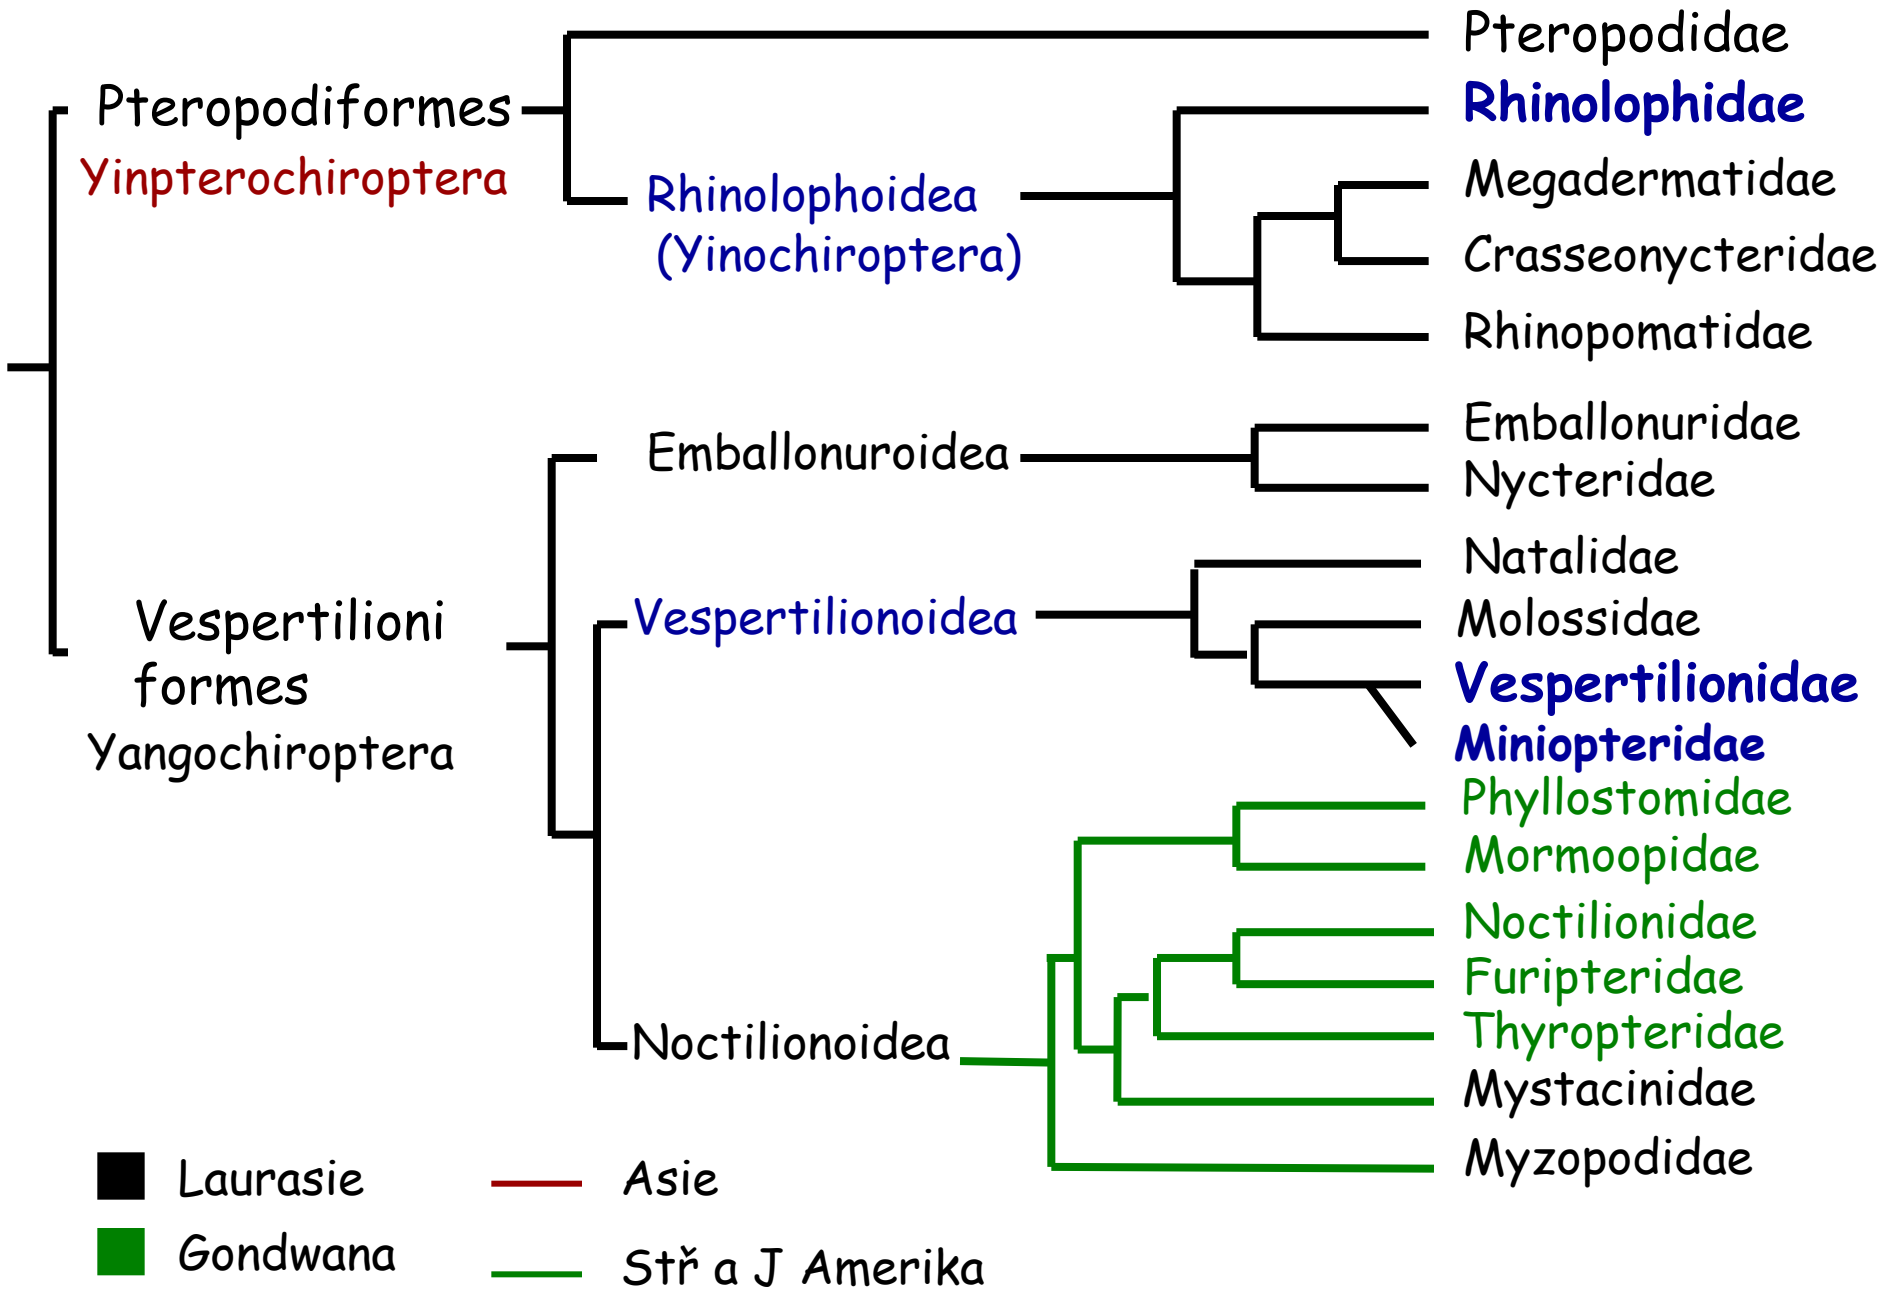 Pteropodidae
Pteropodiformes
Rhinolophidae
Yinpterochiroptera
Rhinolophoidea
(Yinochiroptera)
Megadermatidae
Crasseonycteridae
Rhinopomatidae
Emballonuroidea
Emballonuridae
Nycteridae
Natalidae
Vespertilioni
formes
Yangochiroptera
Vespertilionoidea
Molossidae
Vespertilionidae
Miniopteridae
Phyllostomidae
Mormoopidae
Noctilionidae
Furipteridae
Thyropteridae
Noctilionoidea
Mystacinidae
Myzopodidae
Laurasie
Asie
Gondwana
Stř a J Amerika